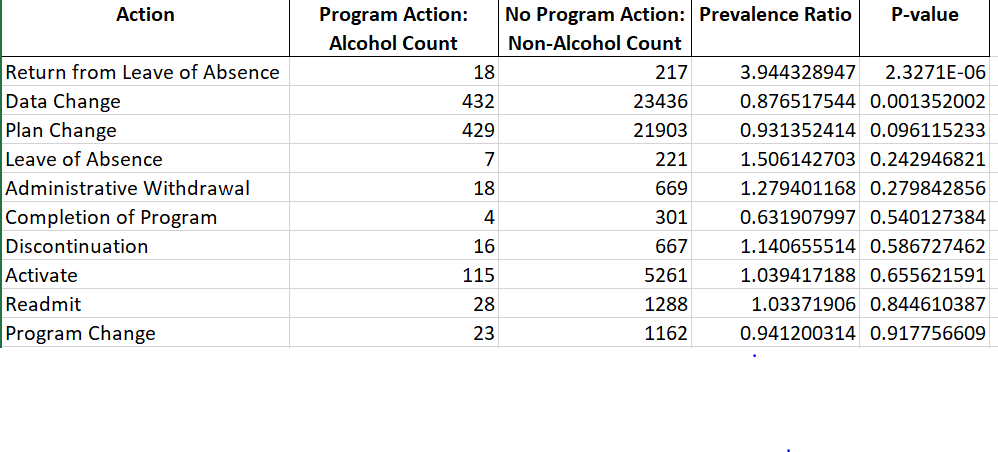 Action Program Action: No Program Action: Prevalence Ratio P-value
Alcohol Count Non-Alcohol Count
Return from Leave of Absence 18 217 3.944328947 2.3271E-06
Data Change 432 23436 0.876517544 0.001352002
Plan Change 429 21903 0.931352414 0.096115233
Leave of Absence 7 221 1.506142703 0.242946821
Administrative Withdrawal 18 669 1.279401168 0.279842856
Completion of Program 4 301 0.631907997 0.540127384
Discontinuation 16 667 1.140655514 0.586727462
Activate 115 5261 1.039417188 0.655621591
Readmit 28 1288 1.03371906 0.844610387
Program Change 23 1162 0.941200314 0.917756609